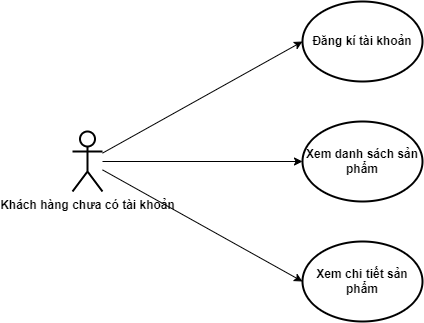 Đăng kí tài khoản
Xem danh sách sản
phẩm
Khách hàng chưa có tài khoản
Xem chi tiết sản
phẩm